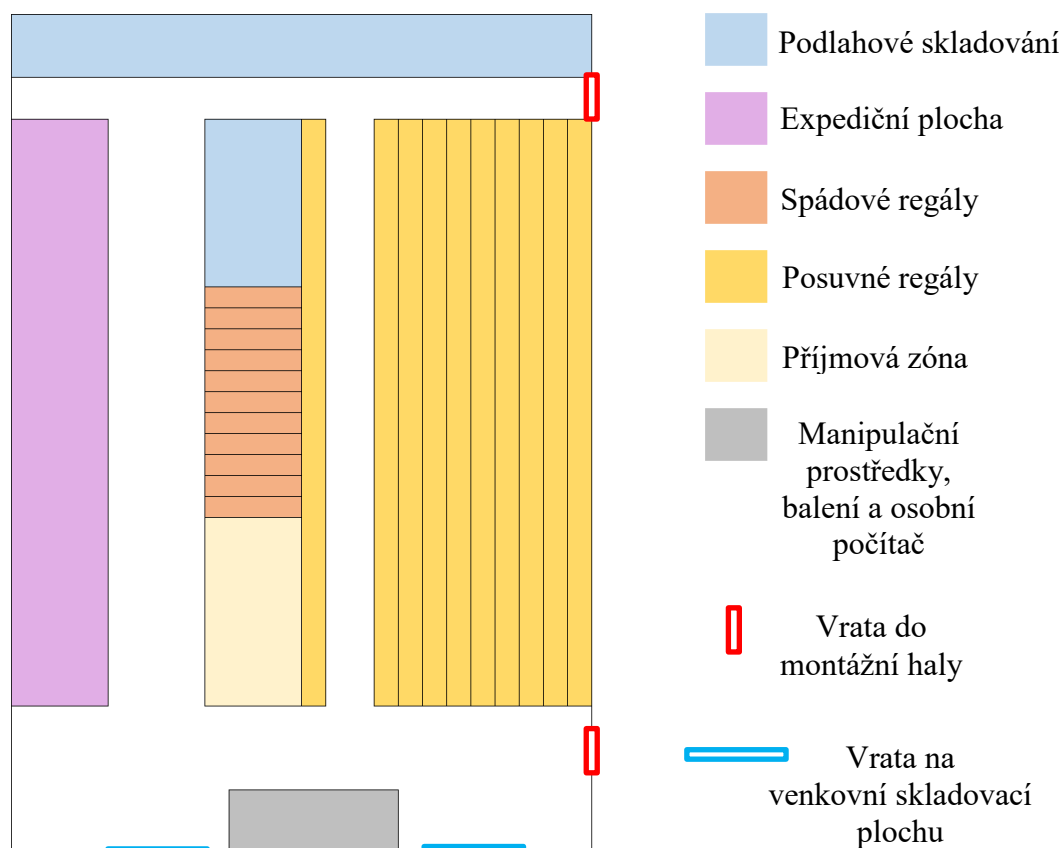 Podlahové skladování
Expediční plocha
Spádové regály
Posuvné regály
Příjmová zóna
Manipulační
prostředky,
balení a osobní
počítač
Vrata do
montážní haly
Vrata na
venkovní skladovací
plochu